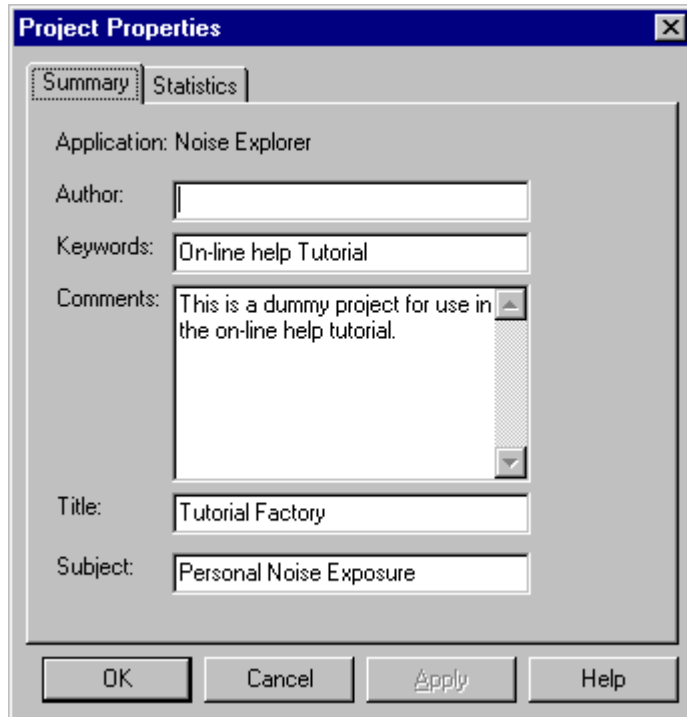 Project Properties
Summary Statistics
Application: Noise Explorer
Author:
Keywords: On-line help Tutorial
Comments: This is a dummy project for use in
the on-line help tutorial.
Title: Tutorial Factory
Subject: Personal Noise Exposure
OK Cancel Apply Help